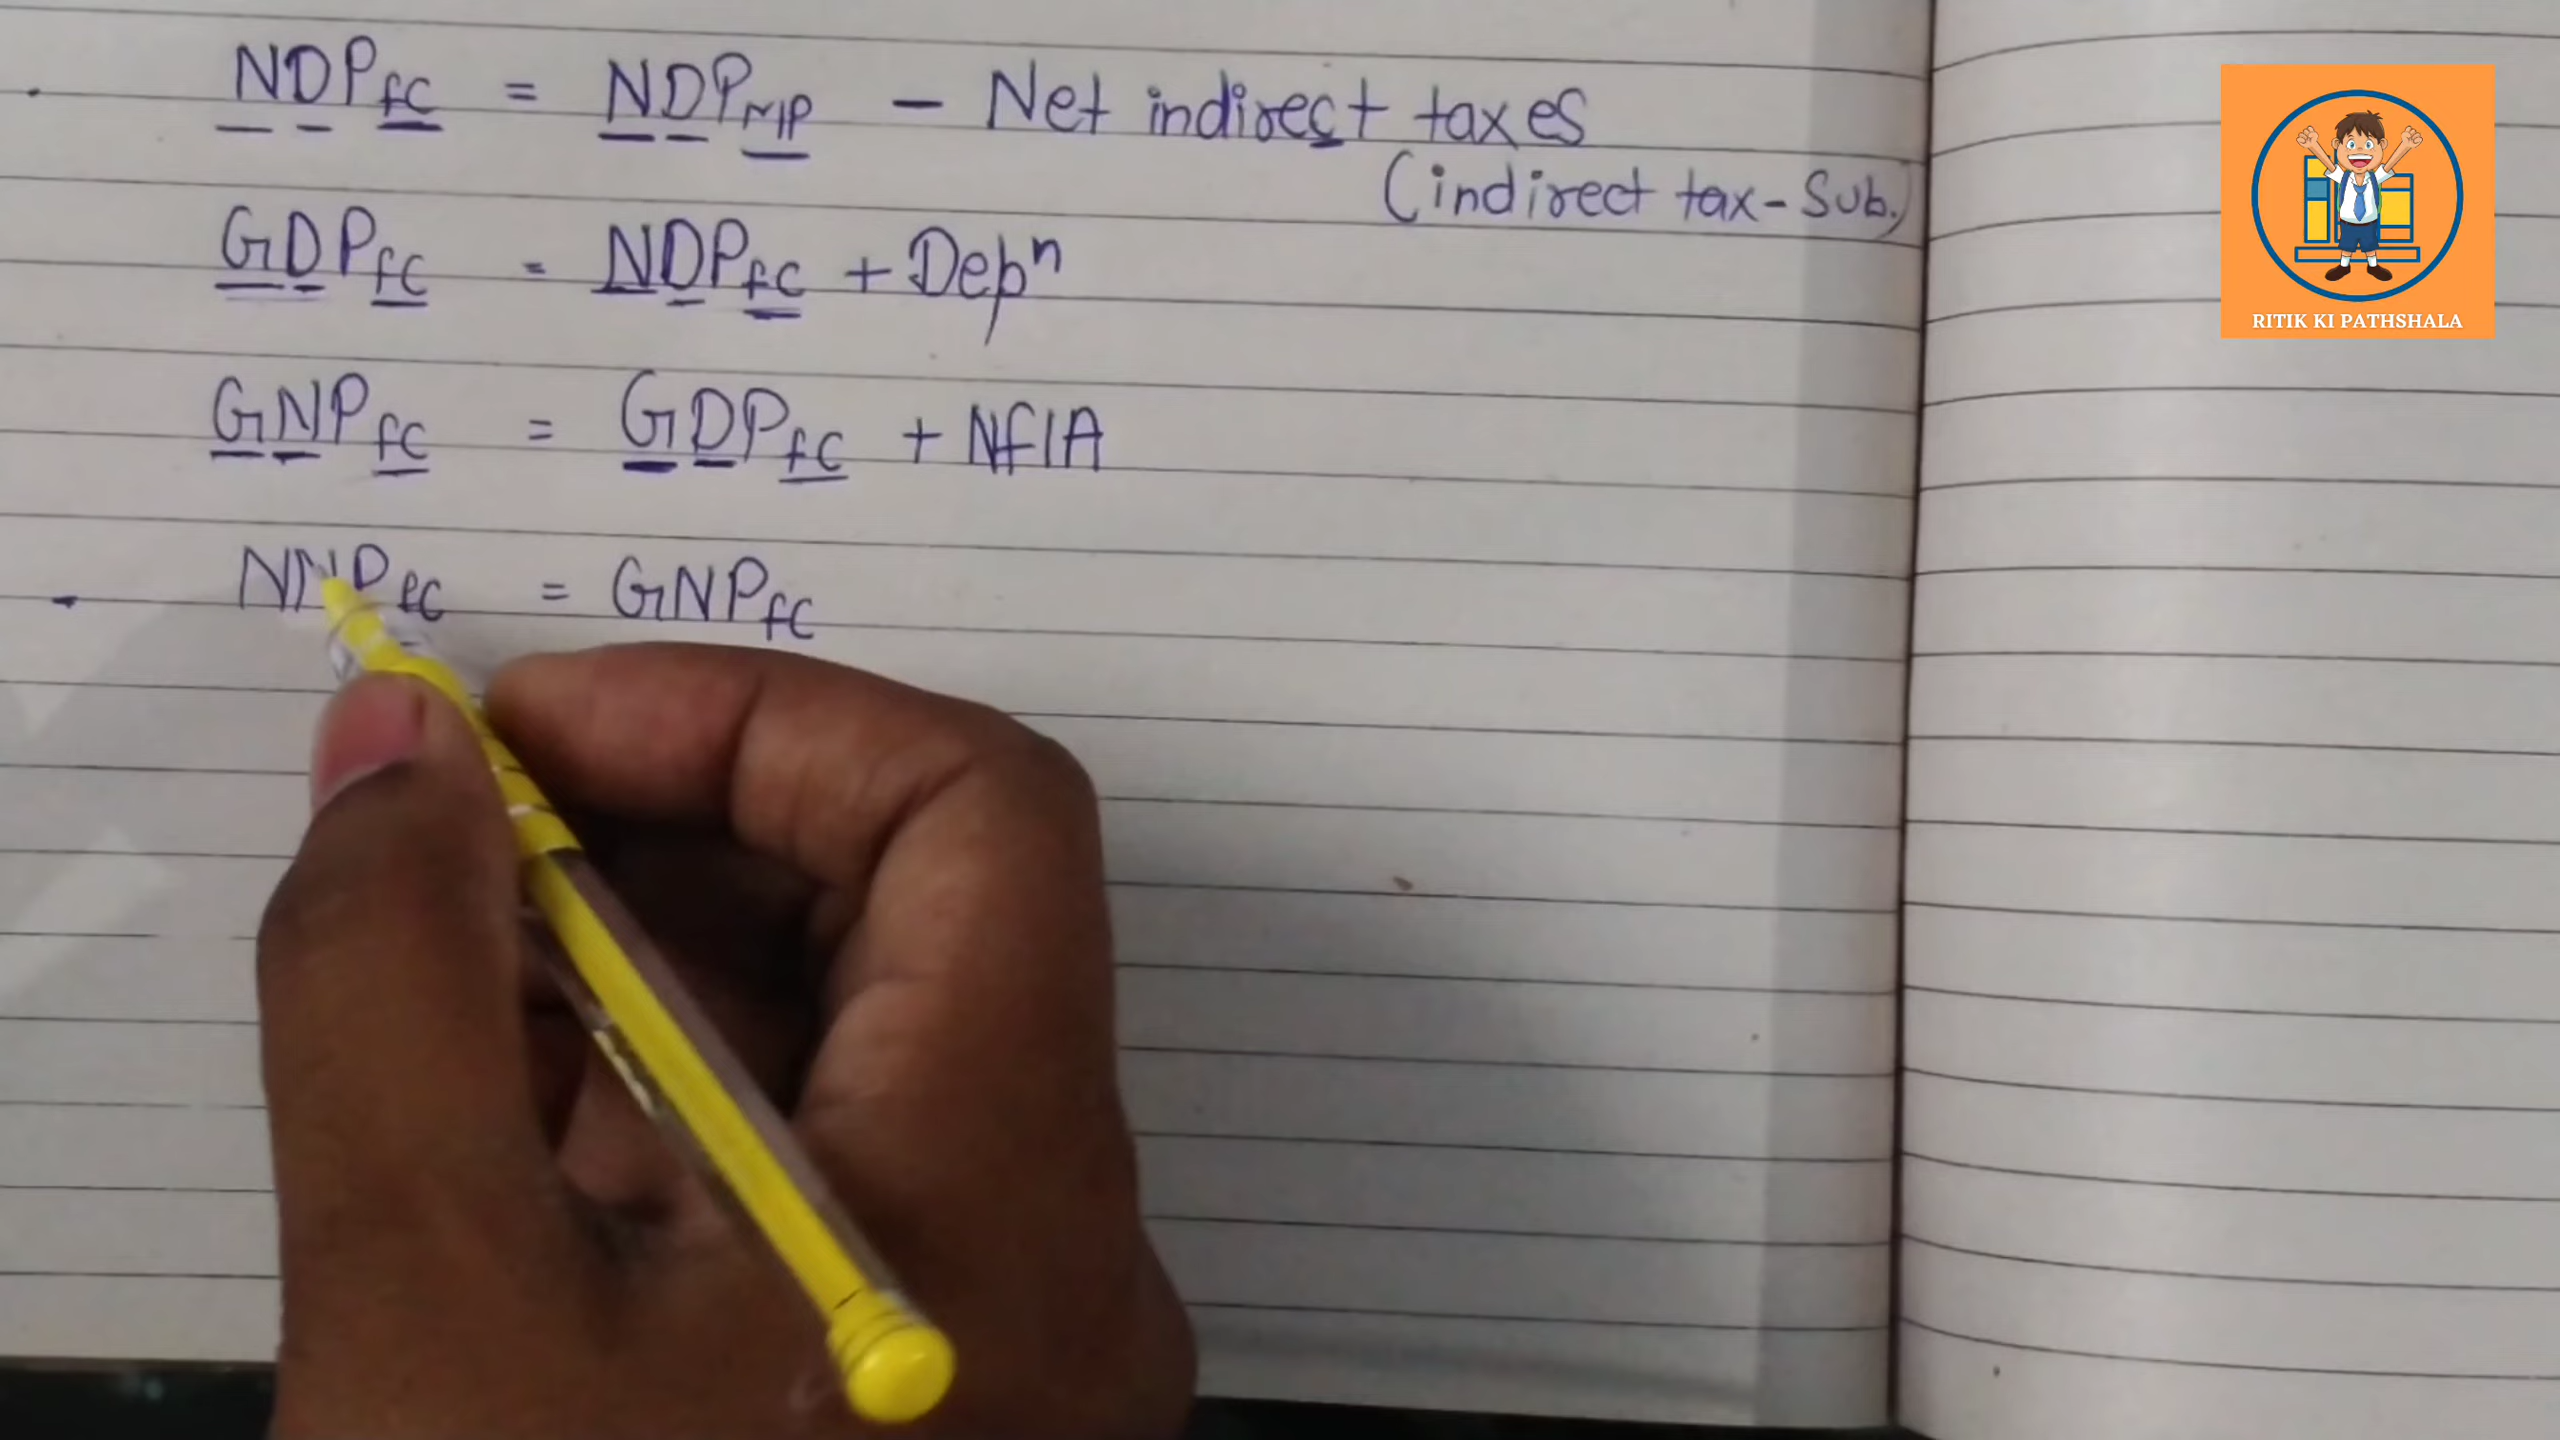 NDPfc = NDPMP - Net indirect taxes
(indirect tax - Sub.)
GDPfc = NDPfc + Depⁿ
GNPfc = GDPfc + NFIA
NNPfc = GNPfc
RITIK KI PATHSHALA